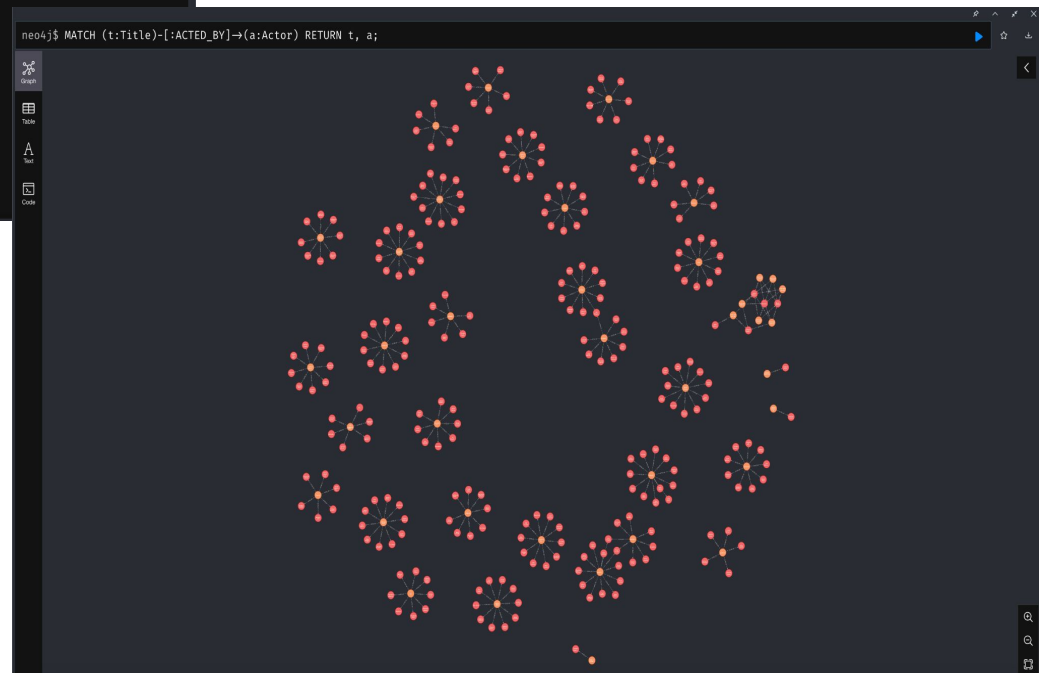 neo4j$ MATCH (t:Title)-[:ACTED_BY]→(a:Actor) RETURN t, a;
Graph
Table
A
Text
Code